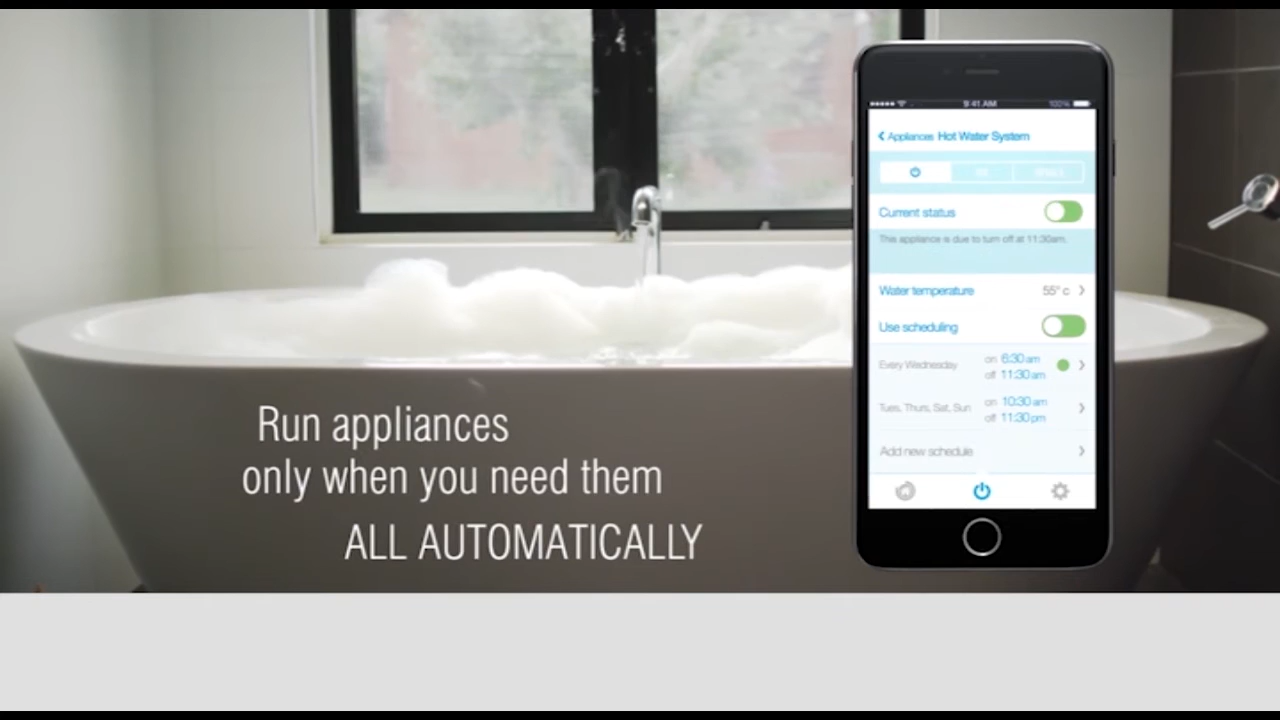 Run appliances
only when you need them
ALL AUTOMATICALLY
9:41 AM 100%
Appliances Hot Water System
Current status
This appliance is due to turn off at 11:30am.
Water temperature 55° c
Use scheduling
Every Wednesday on 6:30 am
off 11:30 am
Tues, Thurs, Sat, Sun on 10:30 am
off 11:30 pm
Add new schedule